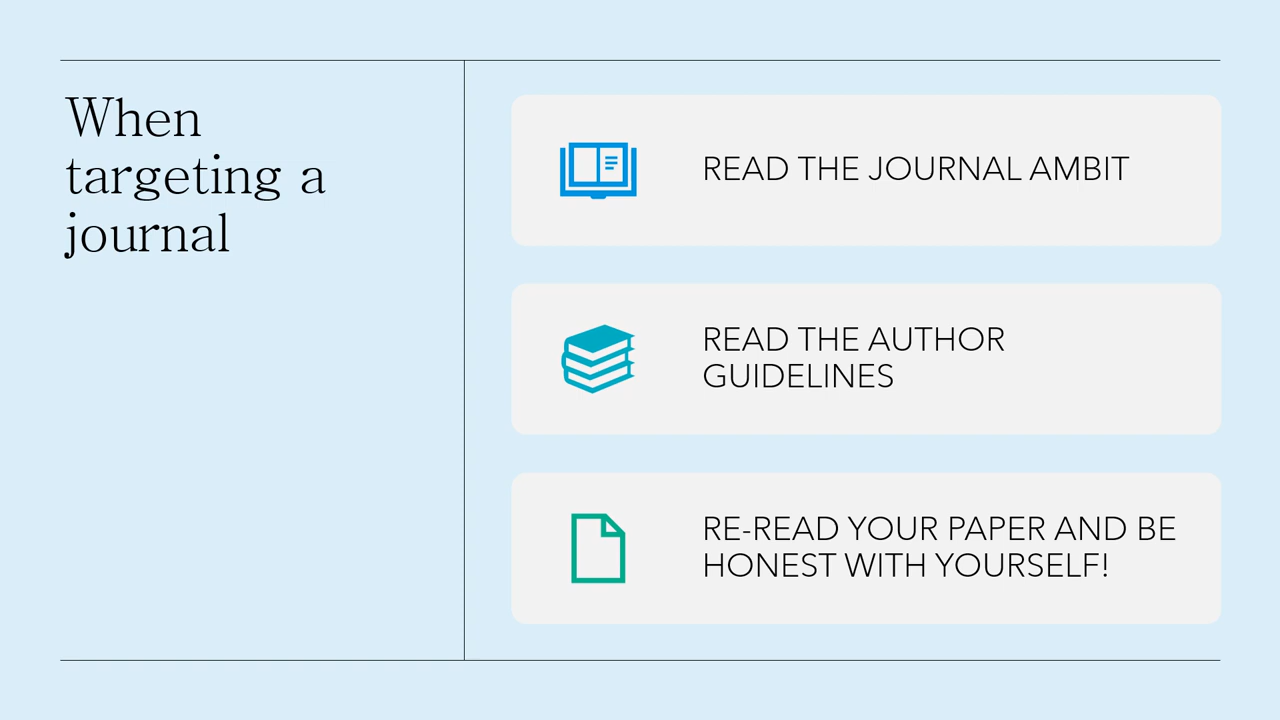 When
targeting a
journal
READ THE JOURNAL AMBIT
READ THE AUTHOR
GUIDELINES
RE-READ YOUR PAPER AND BE
HONEST WITH YOURSELF!